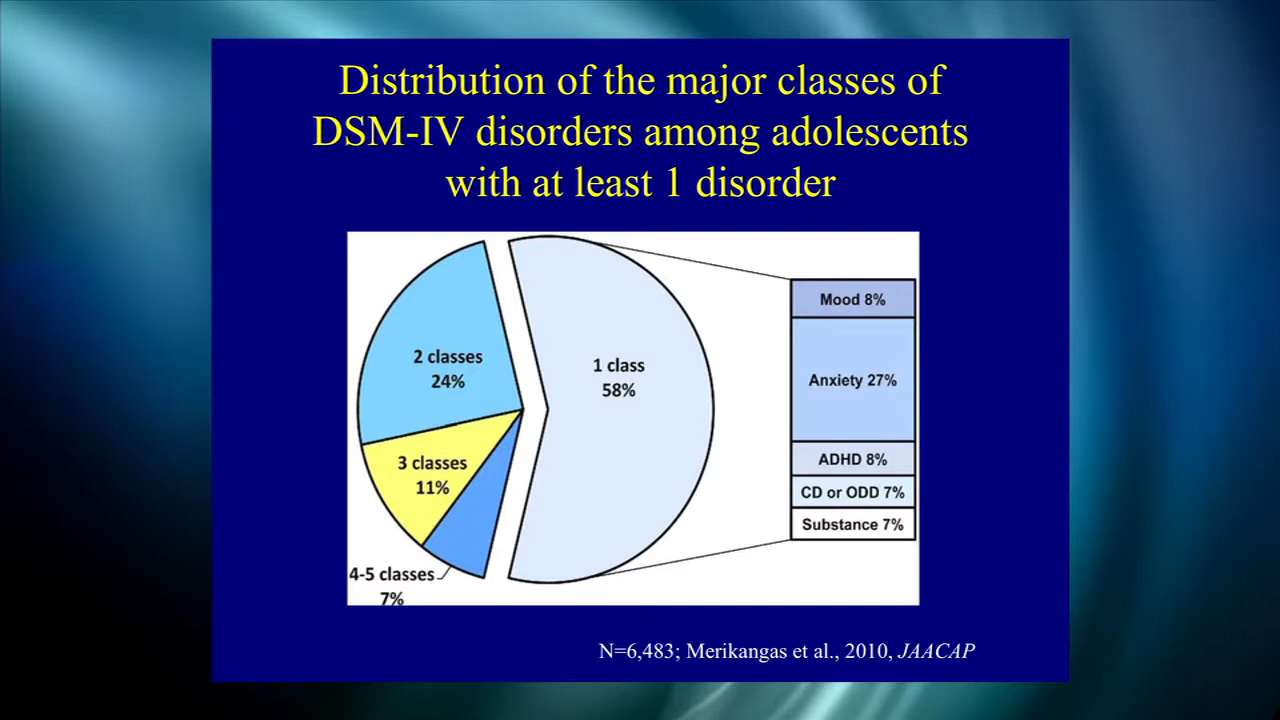 Distribution of the major classes of
DSM-IV disorders among adolescents
with at least 1 disorder
2 classes
24%
1 class
58%
3 classes
11%
4-5 classes
7%
Mood 8%
Anxiety 27%
ADHD 8%
CD or ODD 7%
Substance 7%
N=6,483; Merikangas et al., 2010, JAACAP